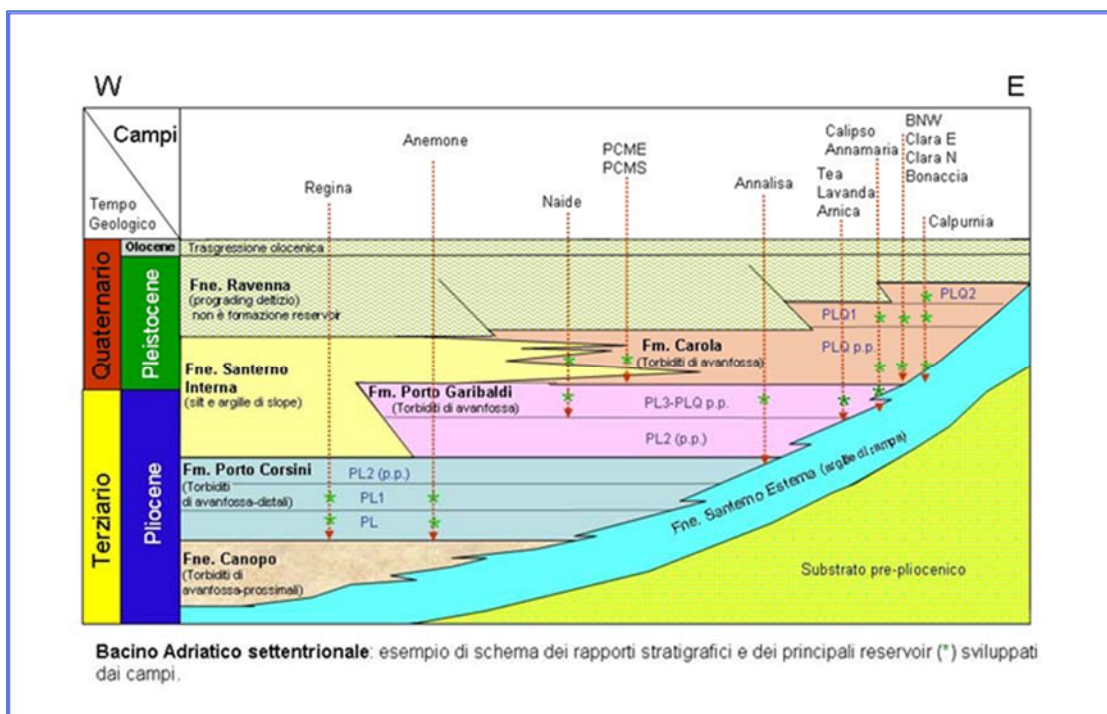 W
E
Campi
Tempo
Geologico
Regina
Anemone
Naide
PCME
PCMS
Annalisa
Calipso
Annamaria
Tea
Lavanda
Arnica
BNW
Clara E
Clara N
Bonaccia
Calpurnia
Quaternario
Terziario
Olocene
Pleistocene
Pliocene
Trasgressione olocenica
Fne. Ravenna
(prograding deltizio)
non è formazione reservoir
PLQ2
PLQ1
PLQ p.p.
Fm. Carola
(Torbiditi di avanfossa)
Fne. Santerno
Interna
(silt e argille di slope)
Fm. Porto Garibaldi
(Torbiditi di avanfossa)
PL3-PLQ p.p.
PL2 (p.p.)
Fm. Porto Corsini
(Torbiditi
di avanfossa-distali)
PL2 (p.p.)
PL1
PL
Fne. Canopo
(Torbiditi di
avanfossa-prossimali)
Fne. Santerno Esterna (argille di rampa)
Substrato pre-pliocenico
Bacino Adriatico settentrionale: esempio di schema dei rapporti stratigrafici e dei principali reservoir (*) sviluppati
dai campi.